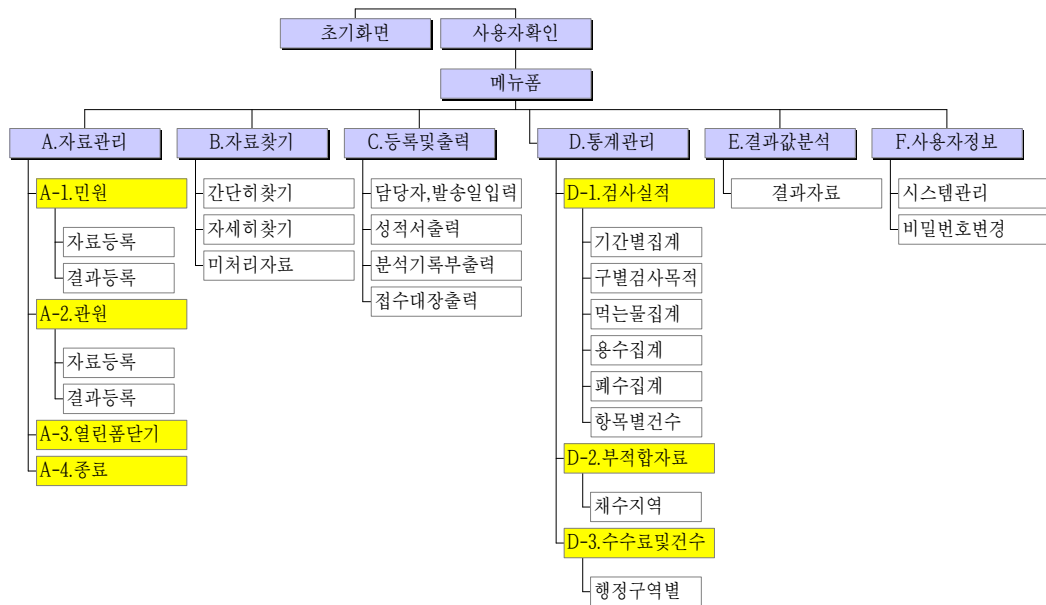 초기화면
사용자확인
메뉴폼
A.자료관리
A-1.민원
자료등록
결과등록
A-2.관원
자료등록
결과등록
A-3.열린폼닫기
A-4.종료
B.자료찾기
간단히찾기
자세히찾기
미처리자료
C.등록및출력
담당자,발송일입력
성적서출력
분석기록부출력
접수대장출력
D.통계관리
D-1.검사실적
기간별집계
구별검사목적
먹는물집계
용수집계
폐수집계
항목별건수
D-2.부적합자료
채수지역
D-3.수수료및건수
행정구역별
E.결과값분석
결과자료
F.사용자정보
시스템관리
비밀번호변경